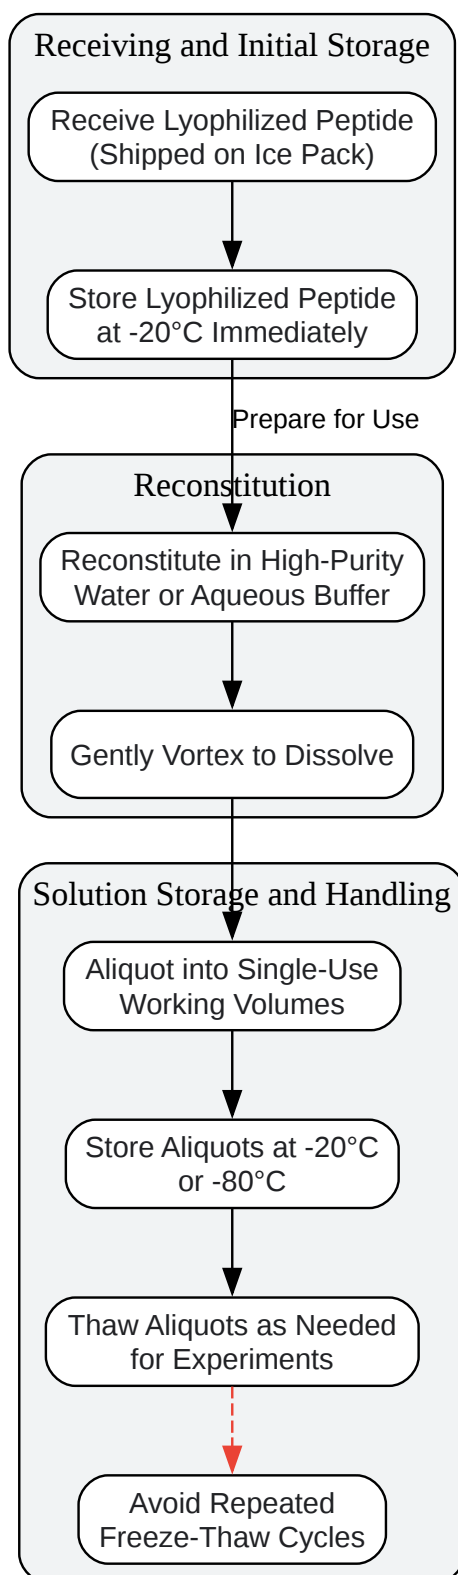 Receiving and Initial Storage
Receive Lyophilized Peptide
(Shipped on Ice Pack)
Store Lyophilized Peptide
at -20°C Immediately
Prepare for Use
Reconstitution
Reconstitute in High-Purity
Water or Aqueous Buffer
Gently Vortex to Dissolve
Solution Storage and Handling
Aliquot into Single-Use
Working Volumes
Store Aliquots at -20°C
or -80°C
Thaw Aliquots as Needed
for Experiments
Avoid Repeated
Freeze-Thaw Cycles